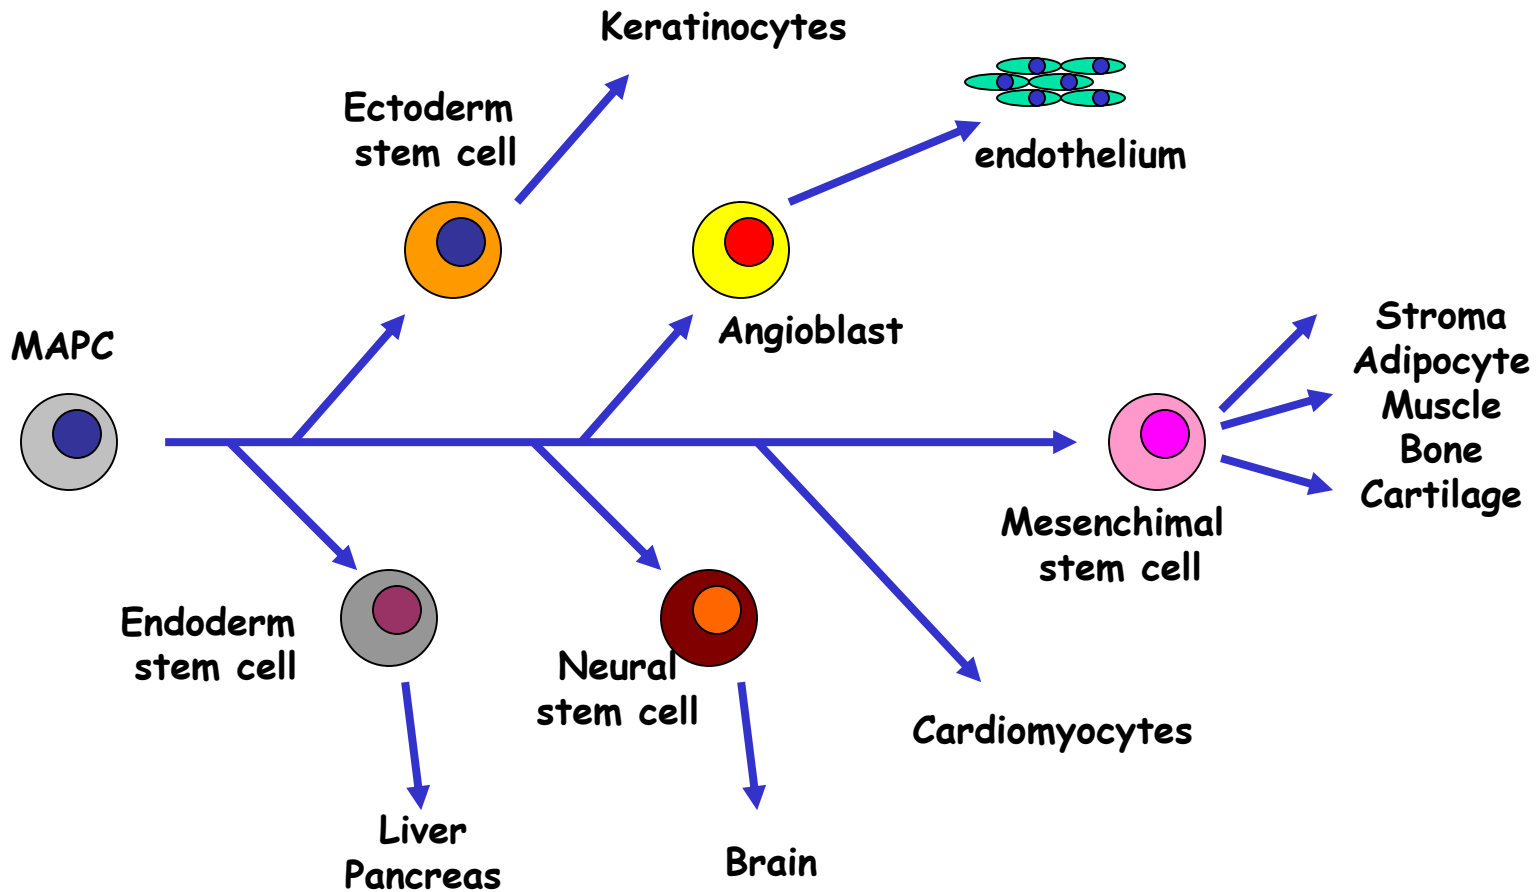 Keratinocytes
Ectoderm
stem cell
endothelium
MAPC
Angioblast
Stroma
Adipocyte
Muscle
Bone
Cartilage
Mesenchimal
stem cell
Endoderm
stem cell
Neural
stem cell
Cardiomyocytes
Liver
Pancreas
Brain